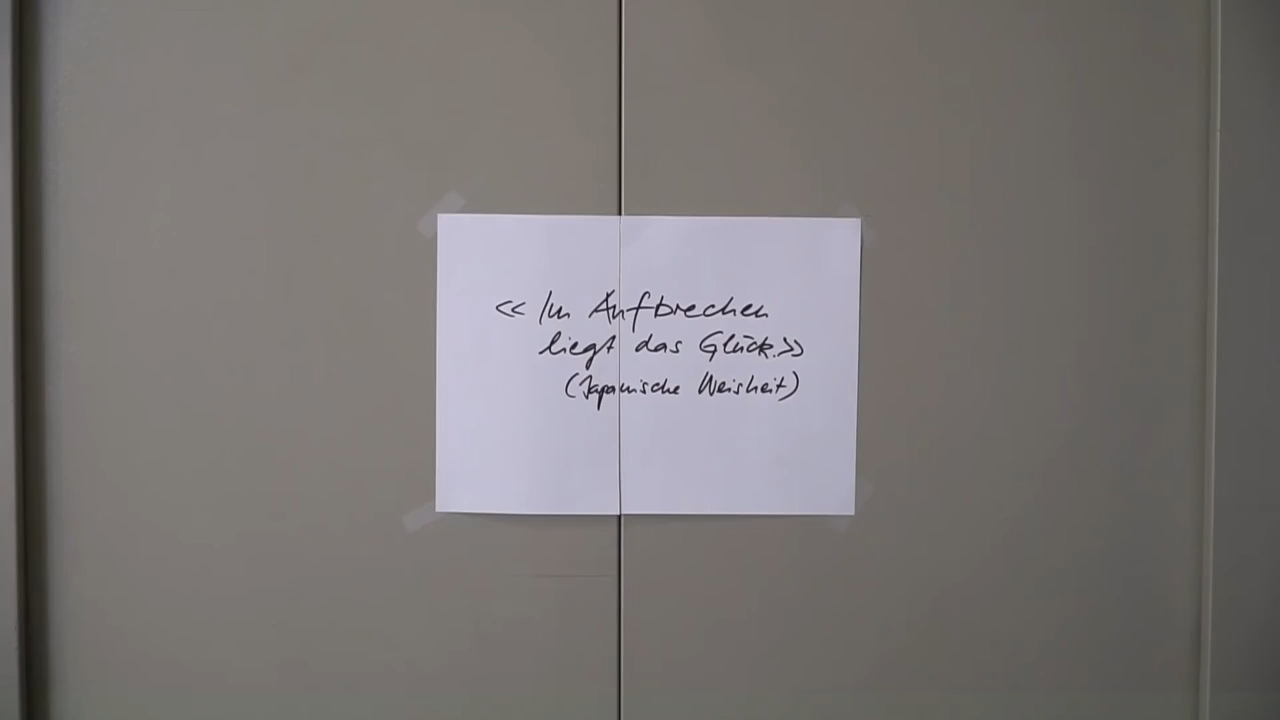 << Im Aufbrechen
liegt das Glück.>>
(Japanische Weisheit)